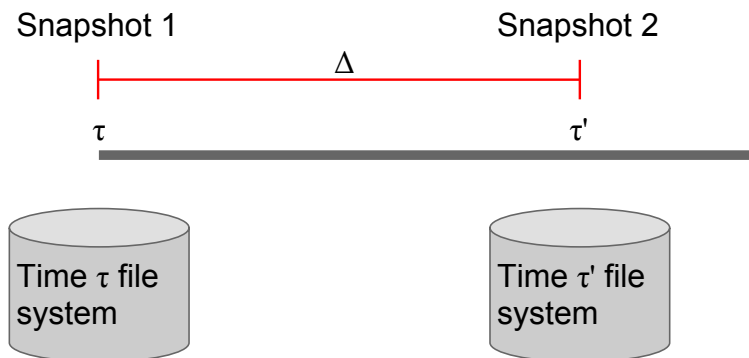 Snapshot 1
Snapshot 2
Δ
τ
τ'
Time τ file
system
Time τ' file
system